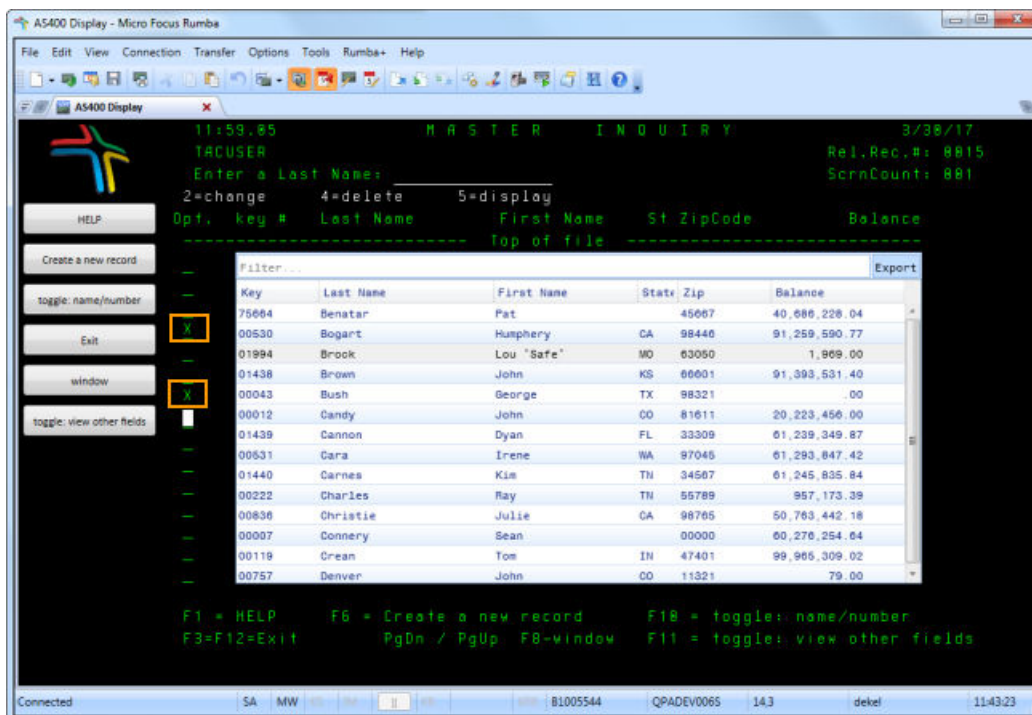 AS400 Display - Micro Focus Rumba
File Edit View Connection Transfer Options Tools Rumba+ Help
AS400 Display
11:59.05 M A S T E R I N Q U I R Y 3/30/17
TACUSER Rel.Rec.#: 0015
Enter a Last Name: ScrnCount: 001
2=change 4=delete 5=display
HELP
Opt. key # Last Name First Name St ZipCode Balance
Top of file
Create a new record
Filter... Export
Key Last Name First Name State Zip Balance
toggle: name/number
75664 Benatar Pat 45667 40,686,228.04
X 00530 Bogart Humphery CA 98446 91,259,590.77
Exit
01994 Brook Lou "Safe" MO 63050 1,969.00
01438 Brown John KS 66601 91,393,531.40
window
X 00043 Bush George TX 98321 .00
00012 Candy John CO 81611 20,223,456.00
toggle: view other fields
01439 Cannon Dyan FL 33309 61,239,349.87
00531 Cara Irene WA 97045 61,293,847.42
01440 Carnes Kim TN 34567 61,245,835.84
00222 Charles Ray TN 55789 957,173.39
00836 Christie Julie CA 98765 50,763,442.18
00007 Connery Sean 00000 60,276,254.64
00119 Crean Tom IN 47401 99,965,309.02
00757 Denver John CO 11321 79.00
F1 = HELP F6 = Create a new record F10 = toggle: name/number
F3=F12=Exit PgDn / PgUp F8-window F11 = toggle: view other fields
Connected SA MW B1005544 QPADEV006S 14,3 dekel 11:43:23